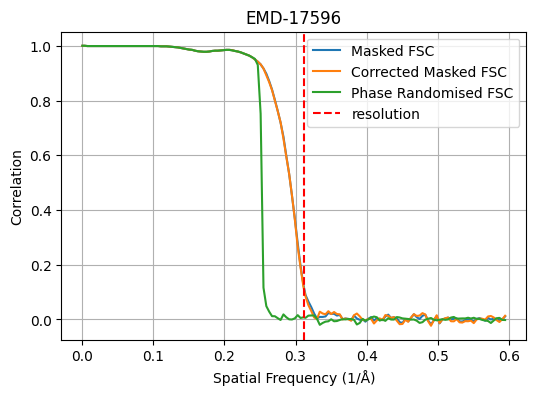 EMD-17596
Masked FSC
Corrected Masked FSC
Phase Randomised FSC
resolution
Correlation
1.0
0.8
0.6
0.4
0.2
0.0
0.0 0.1 0.2 0.3 0.4 0.5 0.6
Spatial Frequency (1/Å)